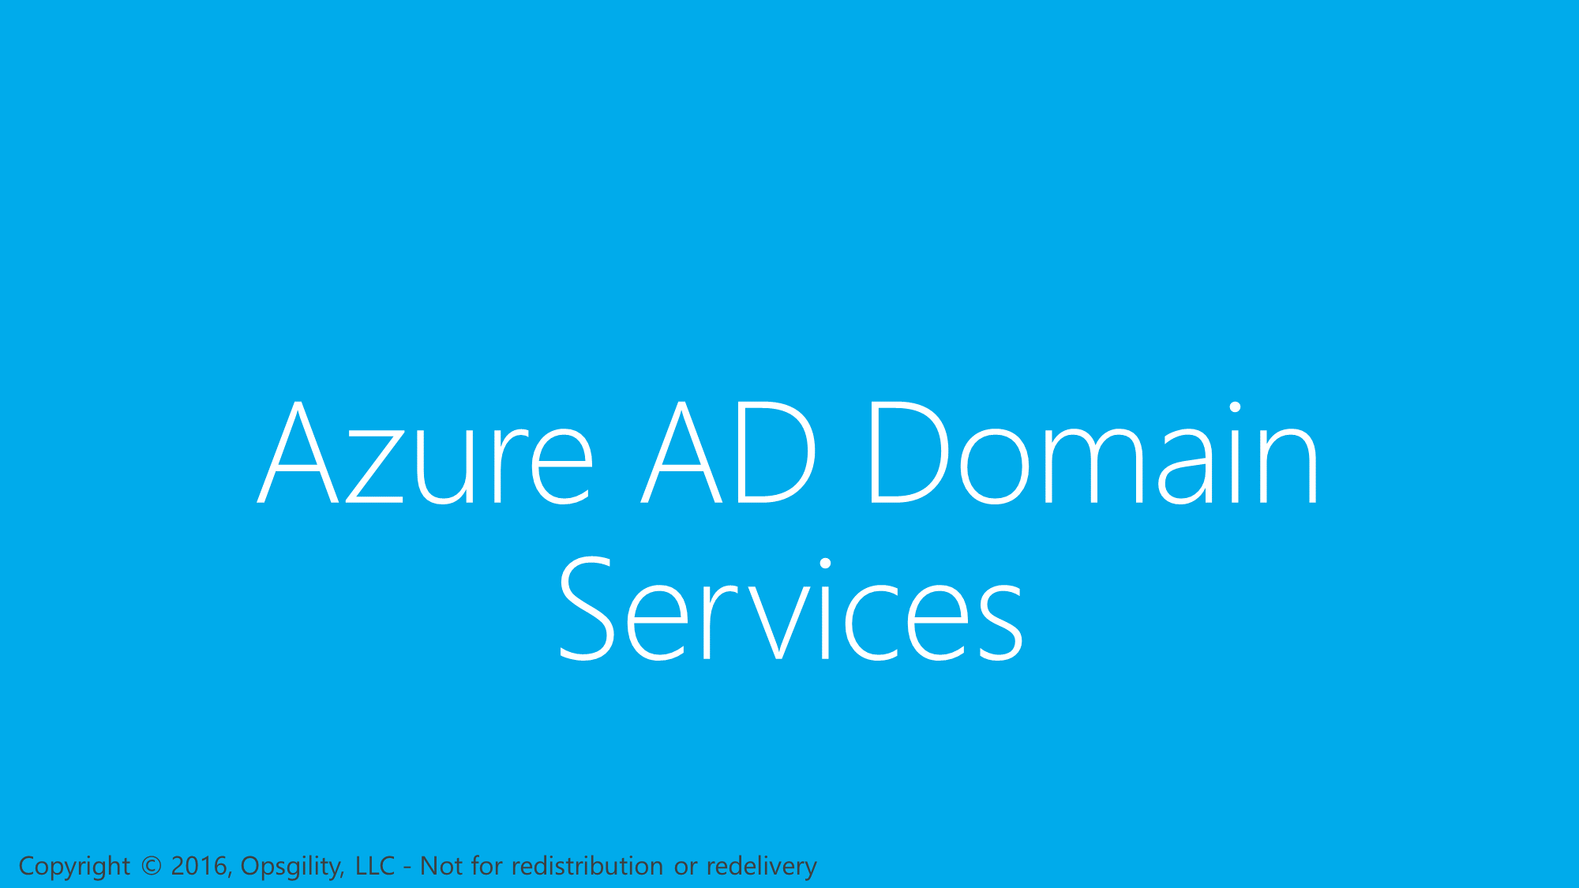 Azure AD Domain
Services
Copyright © 2016, Opsgility, LLC - Not for redistribution or redelivery